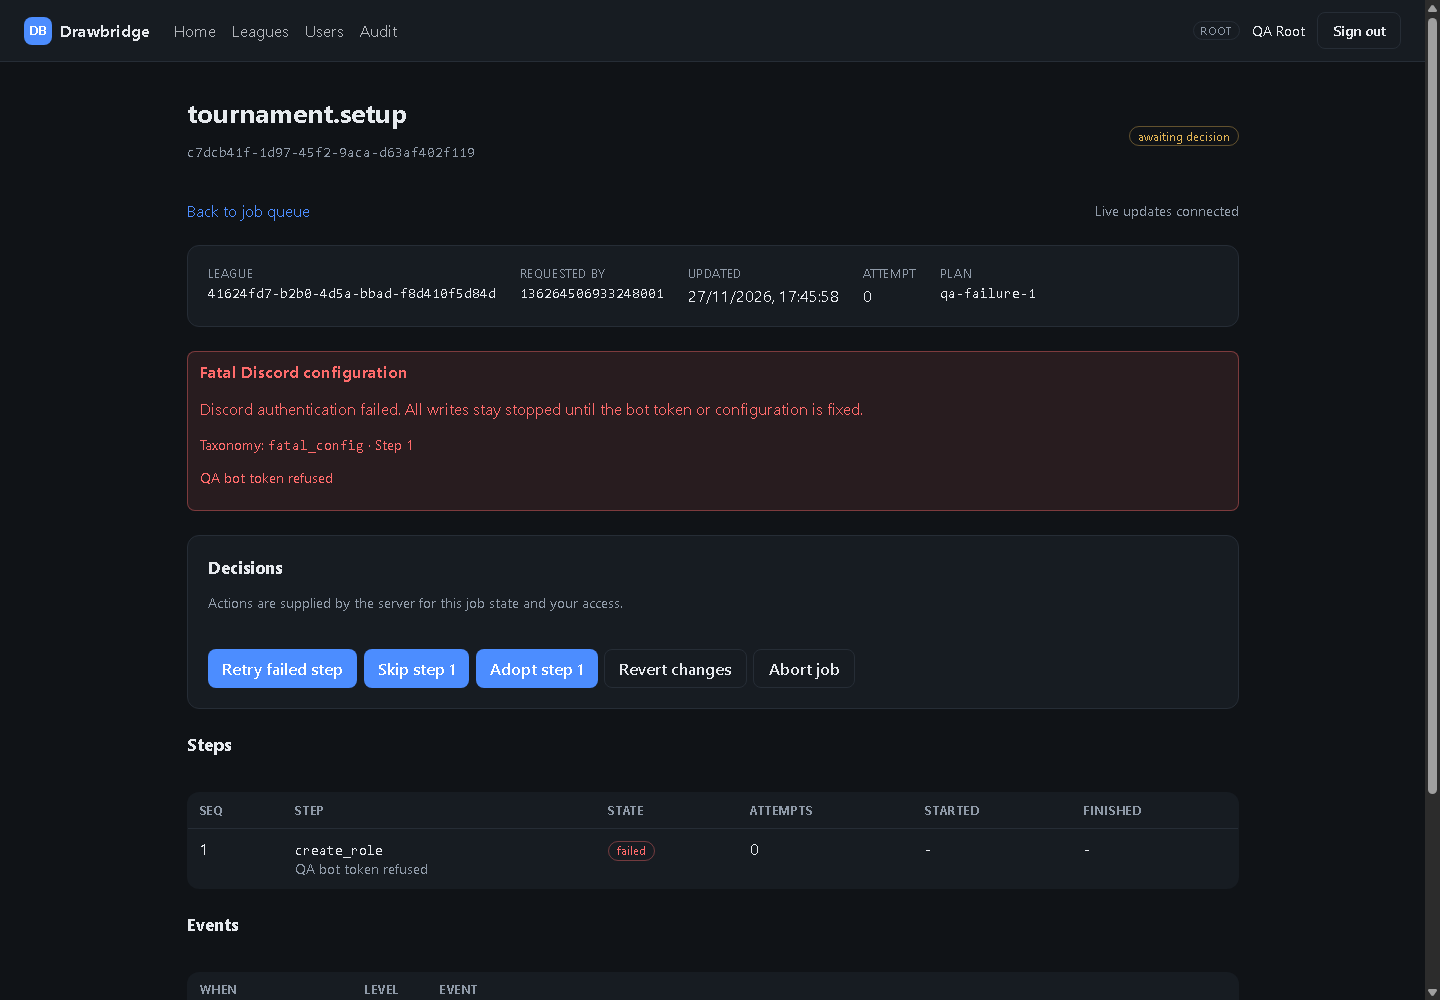 DB Drawbridge Home Leagues Users Audit ROOT QA Root Sign out
tournament.setup
awaiting decision
c7dcb41f-1d97-45f2-9aca-d63af402f119
Back to job queue Live updates connected
LEAGUE REQUESTED BY UPDATED ATTEMPT PLAN
41624fd7-b2b0-4d5a-bbad-f8d410f5d84d 136264506933248001 27/11/2026, 17:45:58 0 qa-failure-1
Fatal Discord configuration
Discord authentication failed. All writes stay stopped until the bot token or configuration is fixed.
Taxonomy: fatal_config · Step 1
QA bot token refused
Decisions
Actions are supplied by the server for this job state and your access.
Retry failed step Skip step 1 Adopt step 1 Revert changes Abort job
Steps
SEQ STEP STATE ATTEMPTS STARTED FINISHED
1 create_role failed 0 - -
QA bot token refused
Events
WHEN LEVEL EVENT